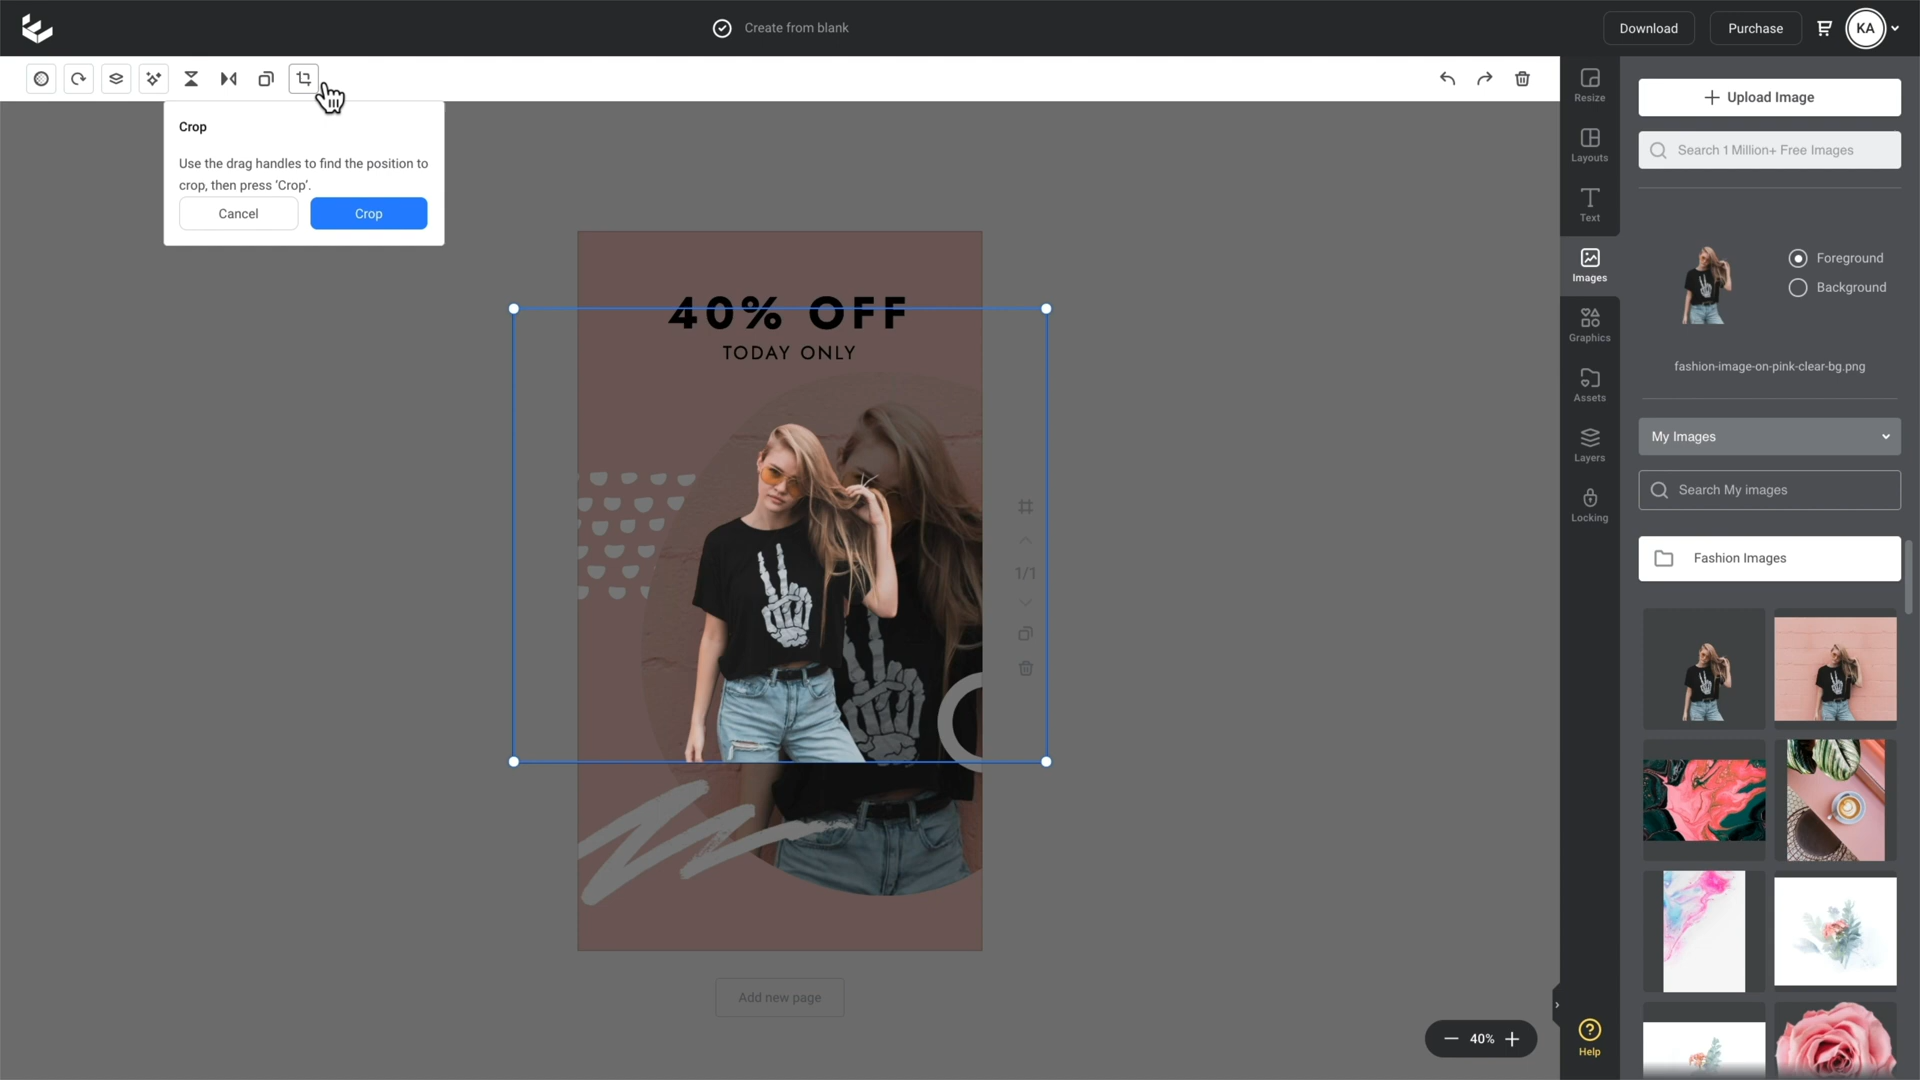 Create from blank
Download
Purchase
KA
Crop
Use the drag handles to find the position to
crop, then press 'Crop'.
Cancel
Crop
40% OFF
TODAY ONLY
1/1
Add new page
40%
Resize
Layouts
Text
Images
Graphics
Assets
Layers
Locking
Help
Upload Image
Search 1 Million+ Free Images
Foreground
Background
fashion-image-on-pink-clear-bg.png
My Images
Search My images
Fashion Images